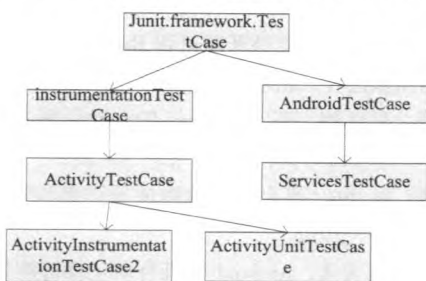 Junit.framework.Tes
tCase
instrumentationTest
Case
AndroidTestCase
ActivityTestCase
ServicesTestCase
ActivityInstrumentat
ionTestCase2
ActivityUnitTestCas
e